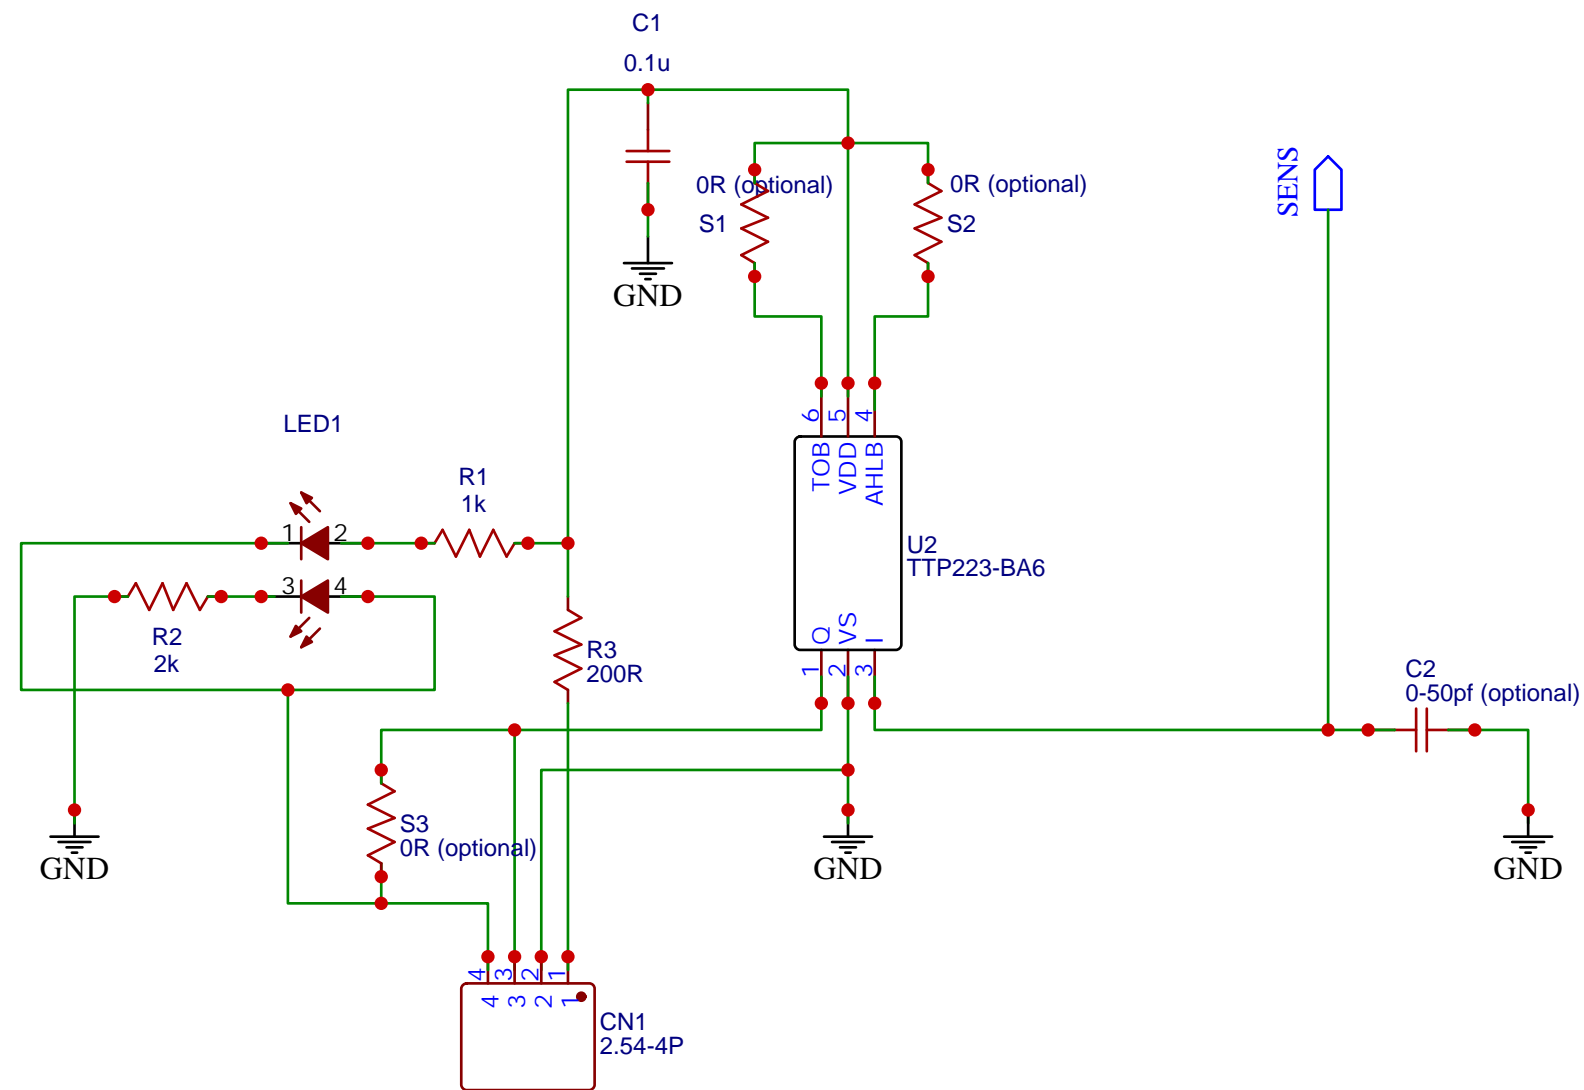 C1
0.1u
0R (optional)
S1
0R (optional)
S2
GND
SENS
LED1
R1
1k
1
2
3
4
R2
2k
R3
200R
6
5
4
TOB
VDD
AHLB
U2
TTP223-BA6
Q
VS
I
1
2
3
C2
0-50pf (optional)
S3
0R (optional)
GND
GND
GND
4
3
2
1
4
3
2
1
CN1
2.54-4P